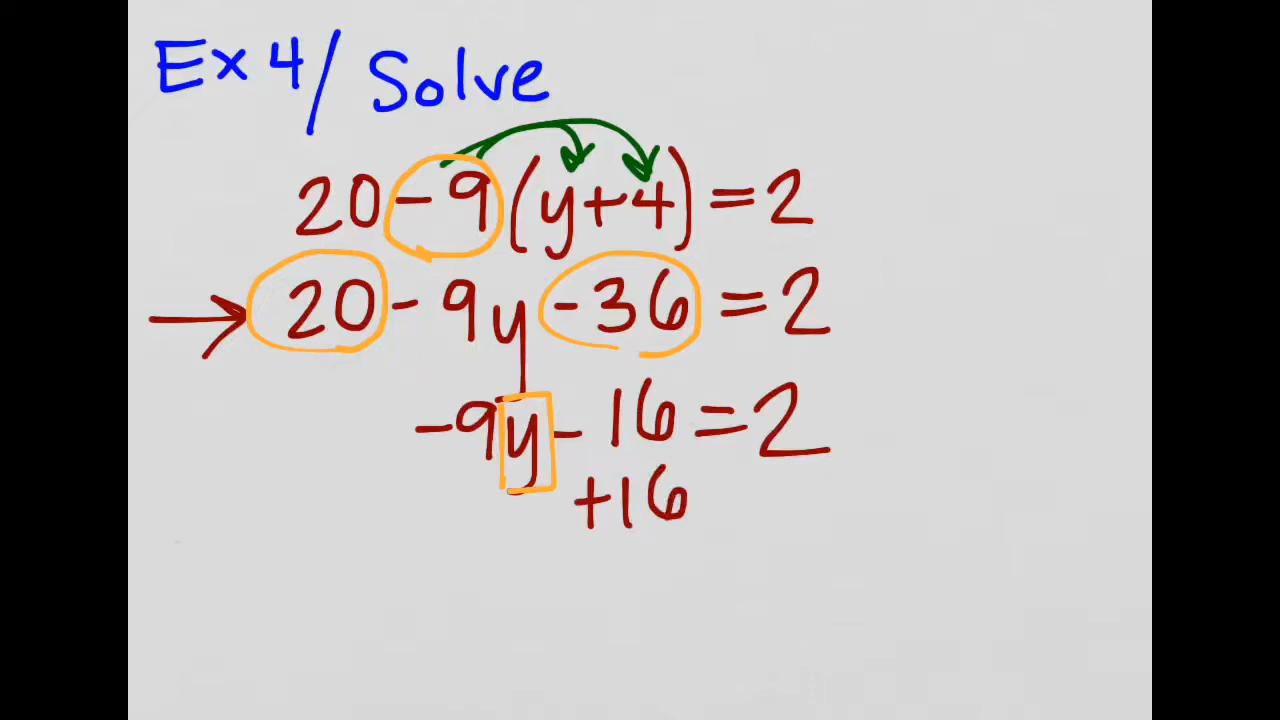 Ex 4/ Solve
20 - 9 (y + 4) = 2
20 - 9y - 36 = 2
-9y - 16 = 2
+16